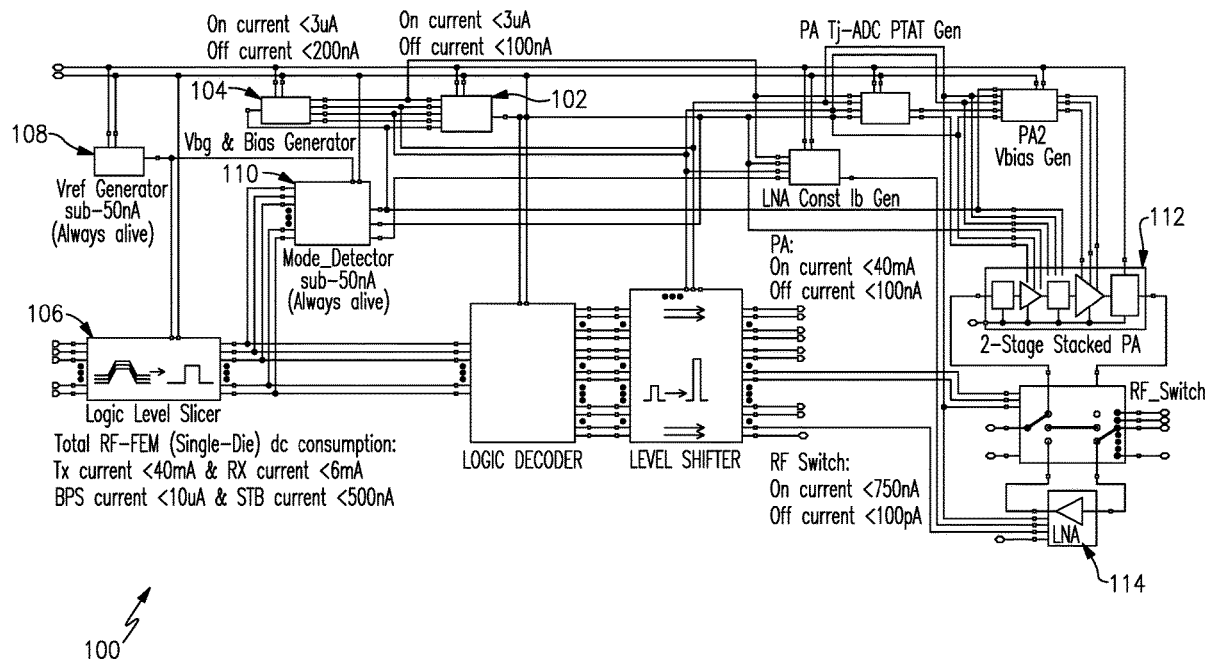 On current <3uA
Off current <200nA
On current <3uA
Off current <100nA
PA Tj-ADC PTAT Gen
104
102
108
Vbg & Bias Generator
PA2
Vbias Gen
110
Vref Generator
sub-50nA
(Always alive)
LNA Const Ib Gen
112
Mode_Detector
sub-50nA
(Always alive)
PA:
On current <40mA
Off current <100nA
106
2-Stage Stacked PA
RF_Switch
Logic Level Slicer
Total RF-FEM (Single-Die) dc consumption:
Tx current <40mA & RX current <6mA
BPS current <10uA & STB current <500nA
LOGIC DECODER
LEVEL SHIFTER
RF Switch:
On current <750nA
Off current <100pA
LNA
114
100